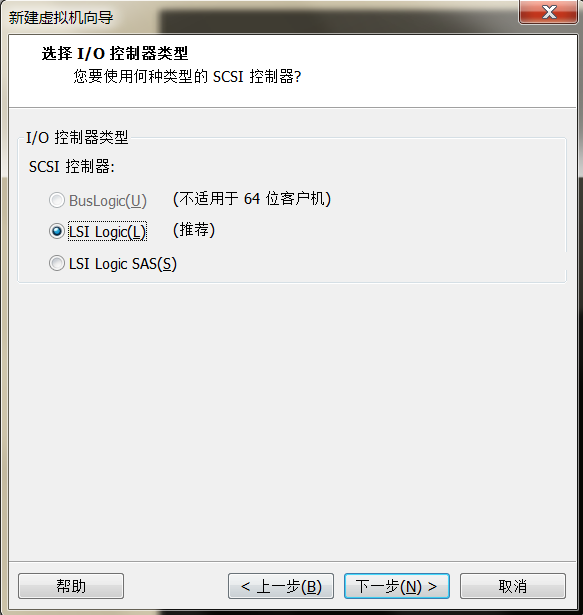 新建虚拟机向导
选择 I/O 控制器类型
您要使用何种类型的 SCSI 控制器?
I/O 控制器类型
SCSI 控制器:
BusLogic(U) (不适用于 64 位客户机)
LSI Logic(L) (推荐)
LSI Logic SAS(S)
帮助 < 上一步(B) 下一步(N) > 取消